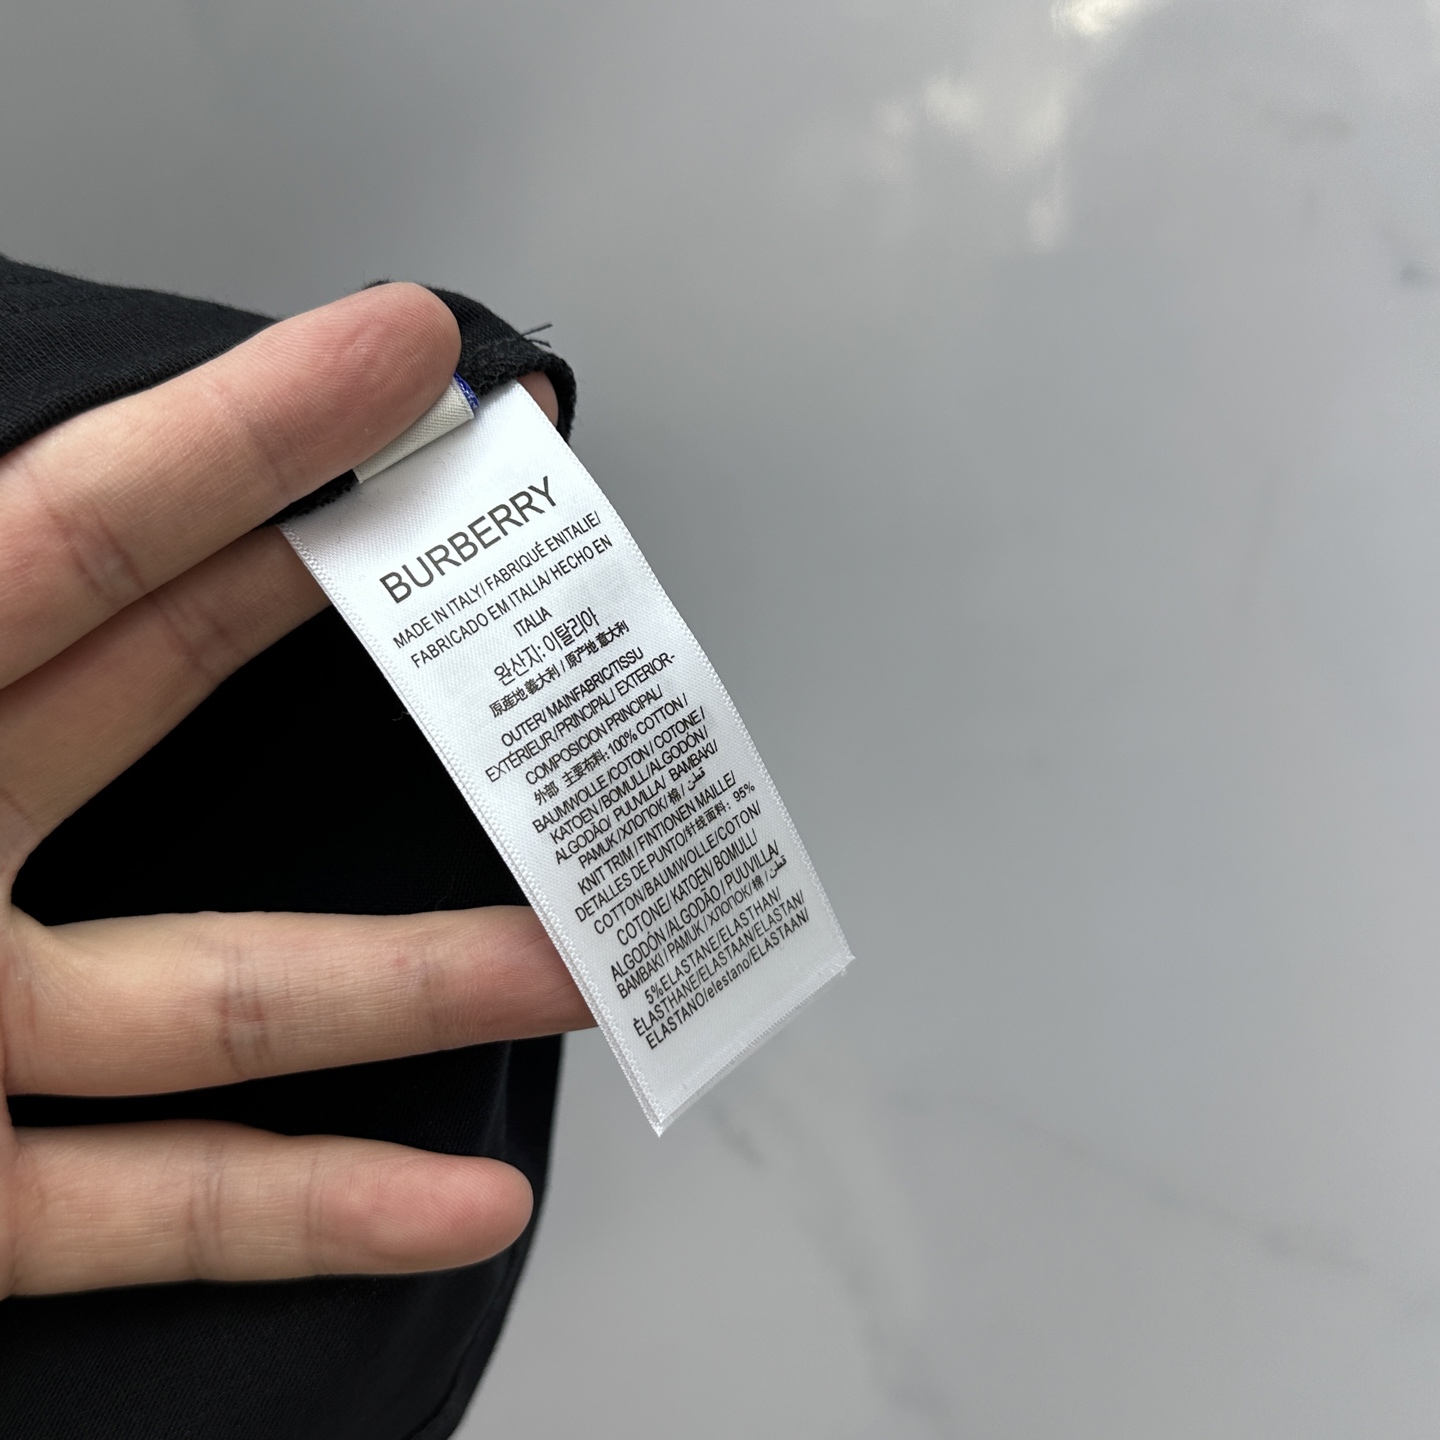 BURBERRY
MADE IN ITALY/ FABRIQUÉ ENITALIE/
FABRICADO EM ITALIA/ HECHO EN
ITALIA
완산지: 이탈리아
原産地 義大利 / 原产地 意大利
OUTER/ MAINFABRIC/TISSU
EXTÉRIEUR/PRINCIPAL/ EXTERIOR-
COMPOSICION PRINCIPAL/
外部 主要布料: 100% COTTON /
BAUMWOLLE /COTON / COTONE /
KATOEN / BOMULL/ALGODÓN/
ALGODÃO/ PUUVILLA/ BAMBAKI/
PAMUK / ХЛОПОК/ 棉 / قطن
KNIT TRIM / FINTIONEN MAILLE/
DETALLES DE PUNTO/针线面料: 95%
COTTON/BAUMWOLLE/COTON/
COTONE/ KATOEN/ BOMULL/
ALGODÓN /ALGODÃO / PUUVILLA/
BAMBAKI / PAMUK / ХЛОПОК/ 棉 / قطن
5%ELASTANE/ELASTHAN/
ÉLASTHANE/ELASTAAN/ELASTAN/
ELASTANO/elestano/ELASTAAN/